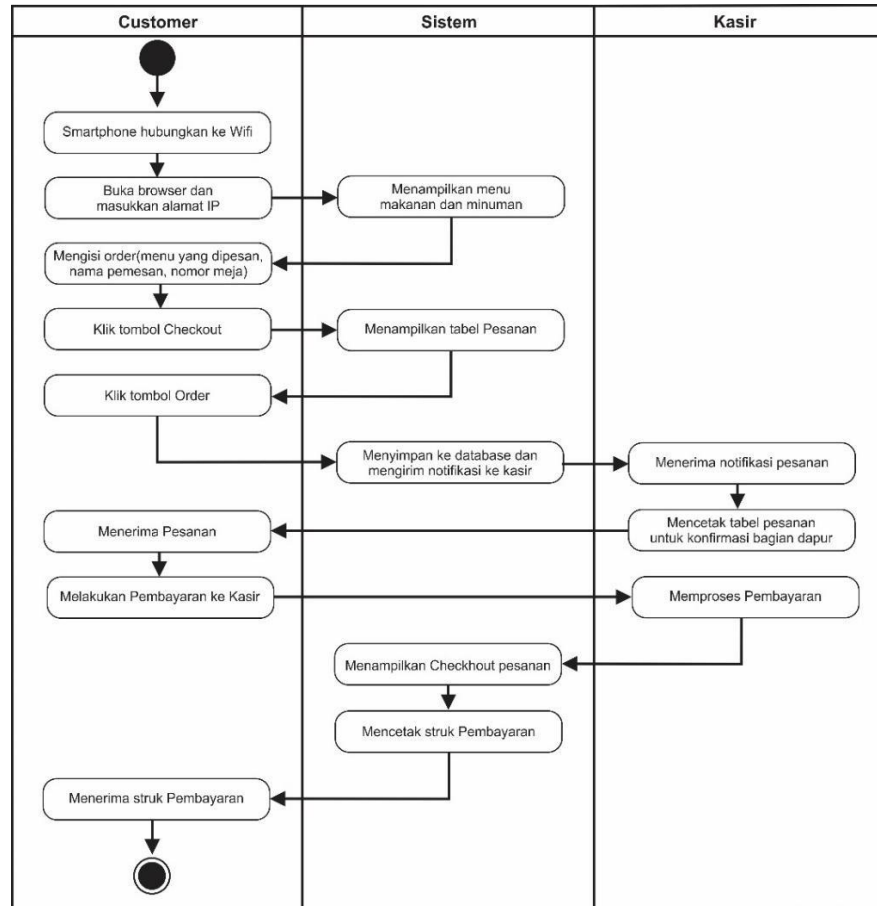 Customer
Sistem
Kasir
Smartphone hubungkan ke Wifi
Buka browser dan
masukkan alamat IP
Menampilkan menu
makanan dan minuman
Mengisi order(menu yang dipesan,
nama pemesan, nomor meja)
Klik tombol Checkout
Menampilkan tabel Pesanan
Klik tombol Order
Menyimpan ke database dan
mengirim notifikasi ke kasir
Menerima notifikasi pesanan
Mencetak tabel pesanan
untuk konfirmasi bagian dapur
Menerima Pesanan
Melakukan Pembayaran ke Kasir
Memproses Pembayaran
Menampilkan Checkhout pesanan
Mencetak struk Pembayaran
Menerima struk Pembayaran